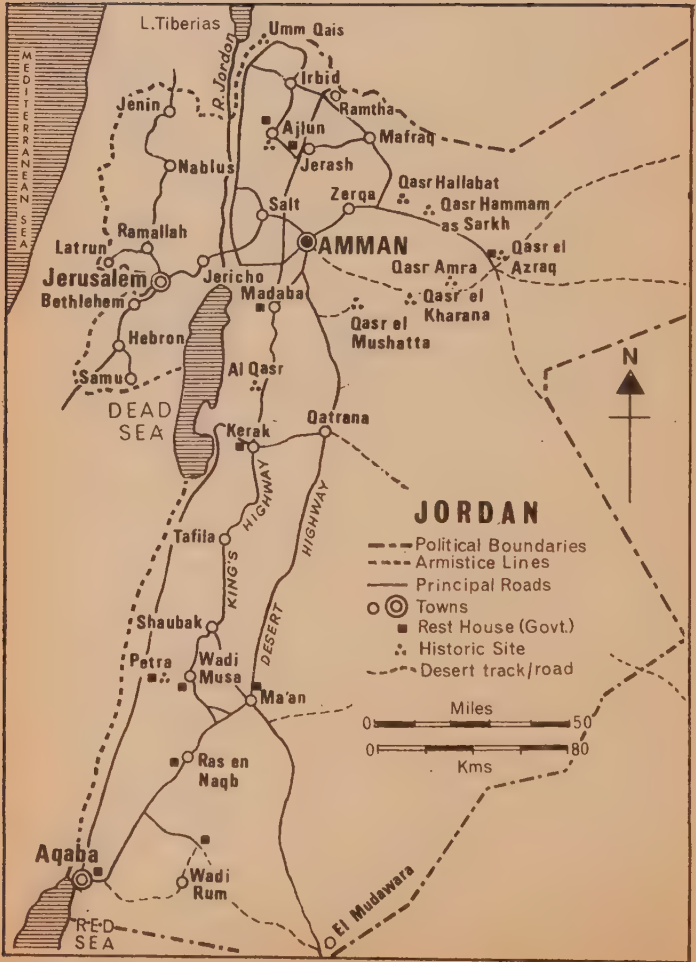 L.Tiberias
Umm Qais
MEDITERRANEAN SEA
R.Jordon
Irbid
Ramtha
Jenin
Ajlun
Mafraq
Jerash
Nablus
Zerqa
Qasr Hallabat
Qasr Hammam
as Sarkh
Salt
Ramallah
Latrun
AMMAN
Qasr el
Azraq
Jericho
Jerusalem
Qasr Amra
Bethlehem
Madaba
Qasr el
Kharana
Qasr el
Mushatta
Hebron
N
Samu
Al Qasr
DEAD
SEA
Qatrana
Kerak
KING'S HIGHWAY
DESERT HIGHWAY
Tafila
JORDAN
Political Boundaries
Armistice Lines
Principal Roads
Towns
Rest House (Govt.)
Historic Site
Desert track/road
Shaubak
Petra
Wadi
Musa
Ma'an
Miles
0 50
0 80
Kms
Ras en
Naqb
Aqaba
Wadi
Rum
El Mudawara
RED
SEA